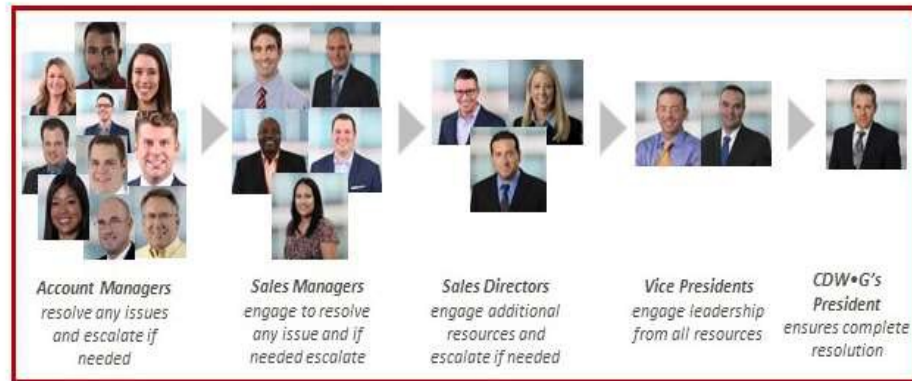 Account Managers
resolve any issues
and escalate if
needed
Sales Managers
engage to resolve
any issue and if
needed escalate
Sales Directors
engage additional
resources and
escalate if needed
Vice Presidents
engage leadership
from all resources
CDW•G's
President
ensures complete
resolution